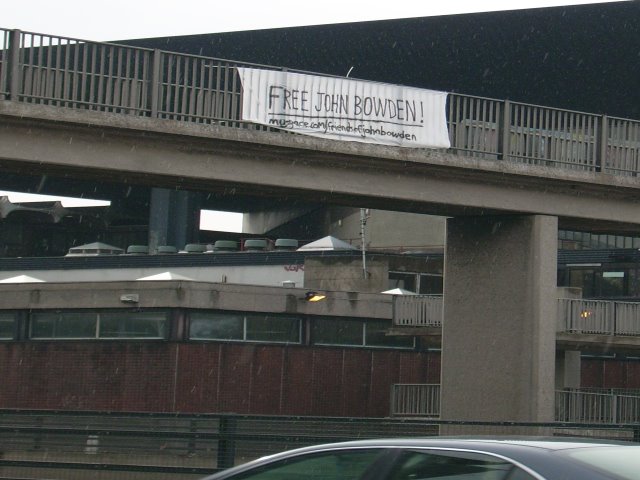 FREE JOHN BOWDEN!
myspace.com/friendsofjohnbowden